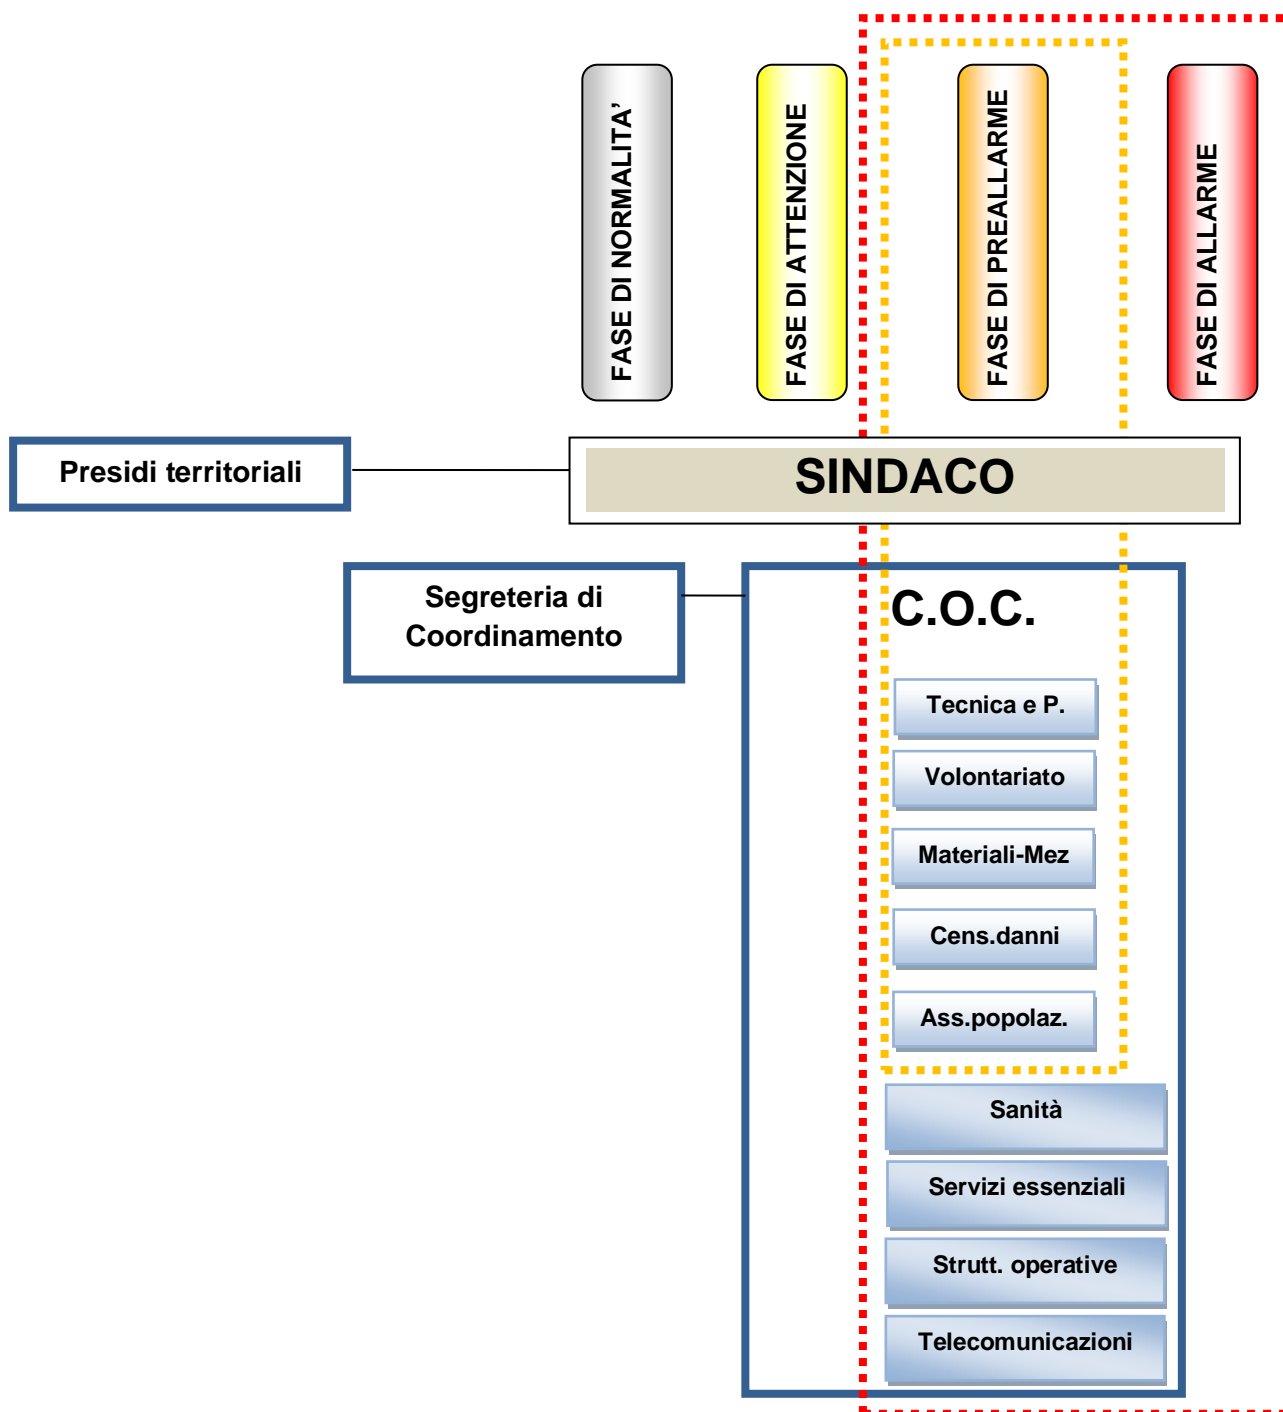 FASE DI NORMALITA’
FASE DI ATTENZIONE
FASE DI PREALLARME
FASE DI ALLARME
Presidi territoriali
SINDACO
Segreteria di
Coordinamento
C.O.C.
Tecnica e P.
Volontariato
Materiali-Mez
Cens.danni
Ass.popolaz.
Sanità
Servizi essenziali
Strutt. operative
Telecomunicazioni